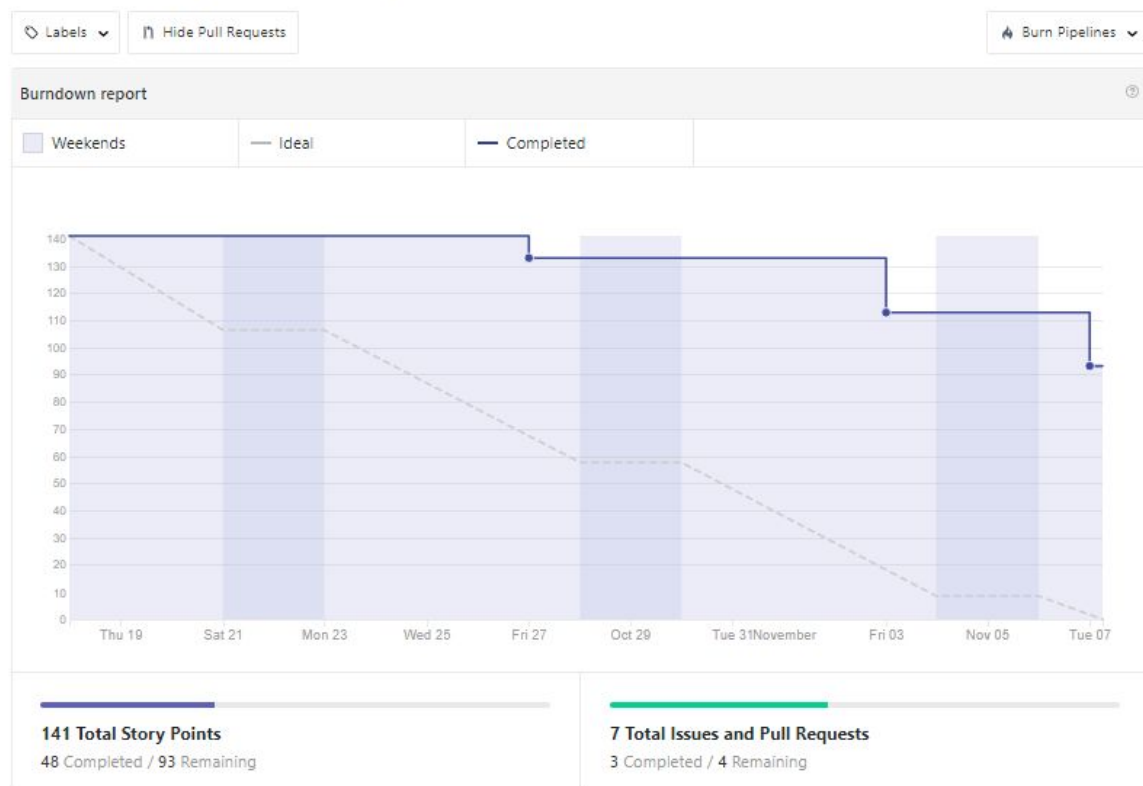 Labels
Hide Pull Requests
Burn Pipelines
Burndown report
Weekends
Ideal
Completed
140
130
120
110
100
90
80
70
60
50
40
30
20
10
0
Thu 19 Sat 21 Mon 23 Wed 25 Fri 27 Oct 29 Tue 31November Fri 03 Nov 05 Tue 07
141 Total Story Points
48 Completed / 93 Remaining
7 Total Issues and Pull Requests
3 Completed / 4 Remaining